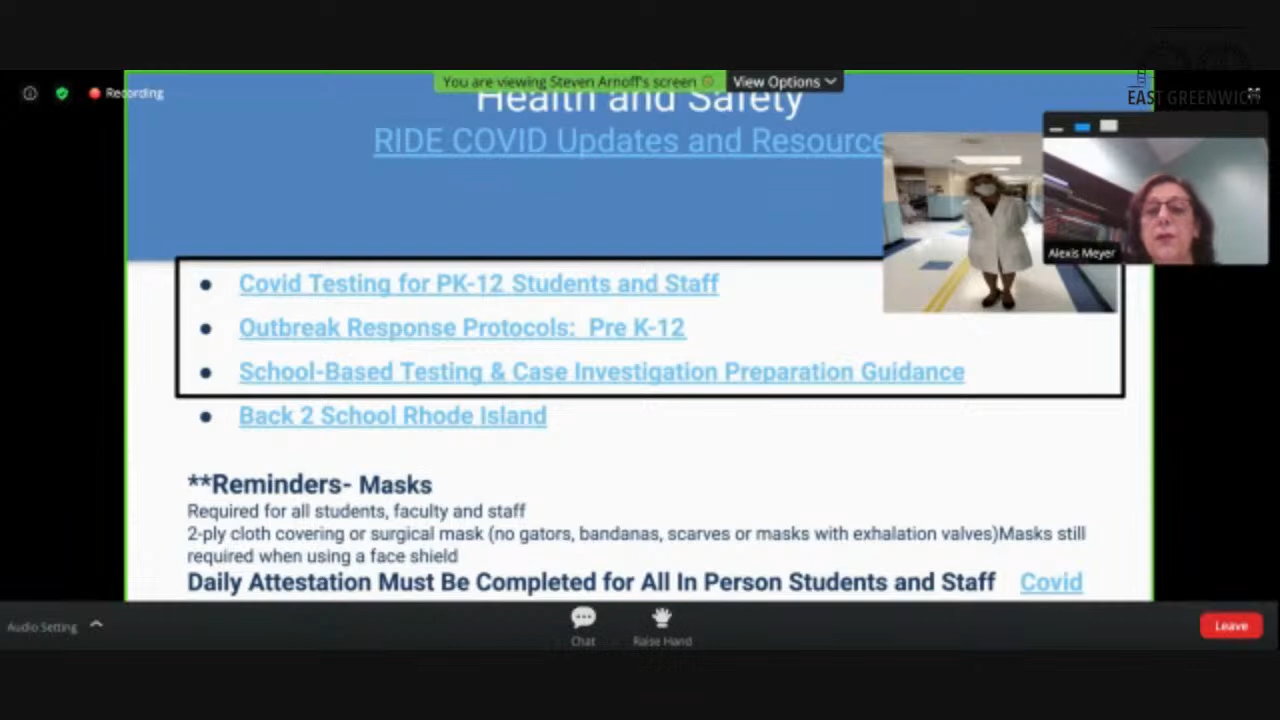 EAST GREENWICH
You are viewing Steven Arnoff's screen
View Options
Recording
Health and Safety
RIDE COVID Updates and Resource
Alexis Meyer
Covid Testing for PK-12 Students and Staff
Outbreak Response Protocols: Pre K-12
School-Based Testing & Case Investigation Preparation Guidance
Back 2 School Rhode Island
**Reminders- Masks
Required for all students, faculty and staff
2-ply cloth covering or surgical mask (no gators, bandanas, scarves or masks with exhalation valves)Masks still
required when using a face shield
Daily Attestation Must Be Completed for All In Person Students and Staff Covid
Audio Setting
Chat
Raise Hand
Leave